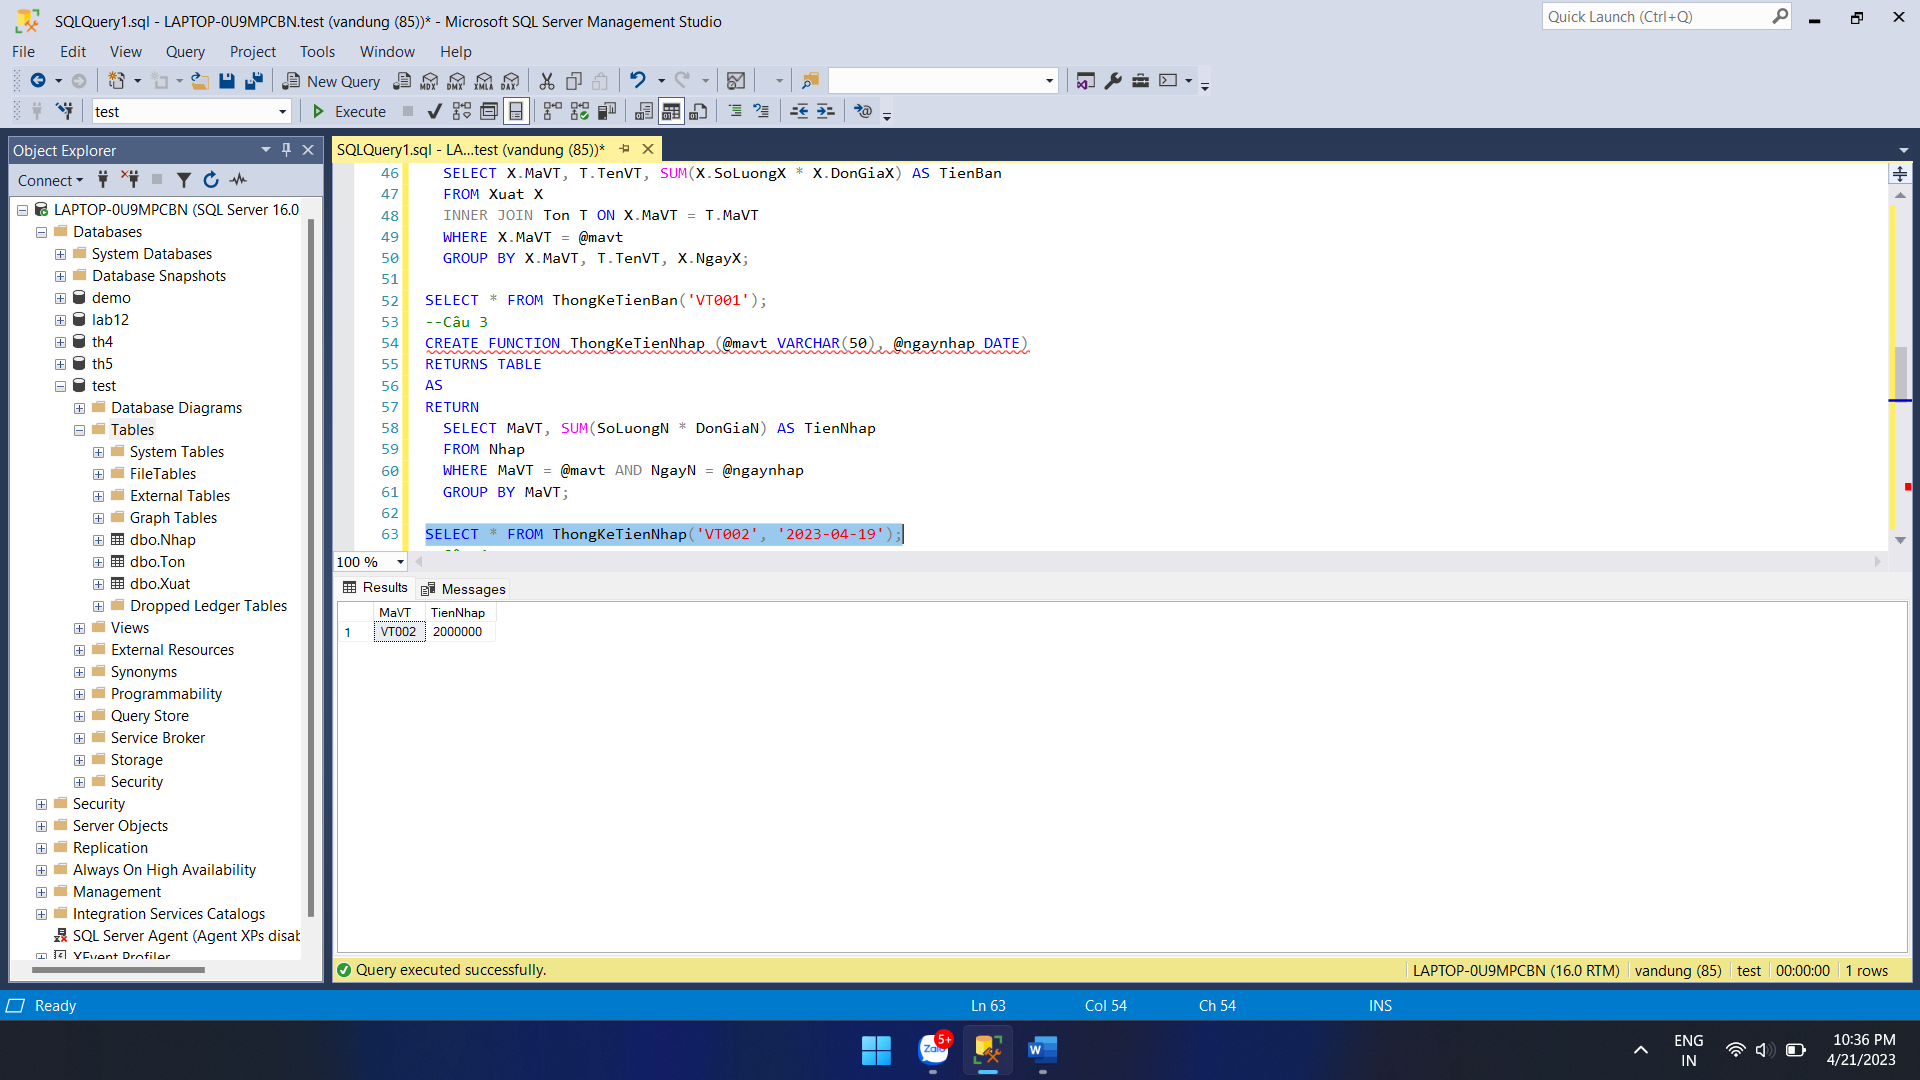 SQLQuery1.sql - LAPTOP-0U9MPCBN.test (vandung (85))* - Microsoft SQL Server Management Studio
Quick Launch (Ctrl+Q)
File Edit View Query Project Tools Window Help
New Query
MDX DMX XMLA DAX
test
Execute
Object Explorer
Connect
LAPTOP-0U9MPCBN (SQL Server 16.0
Databases
System Databases
Database Snapshots
demo
lab12
th4
th5
test
Database Diagrams
Tables
System Tables
FileTables
External Tables
Graph Tables
dbo.Nhap
dbo.Ton
dbo.Xuat
Dropped Ledger Tables
Views
External Resources
Synonyms
Programmability
Query Store
Service Broker
Storage
Security
Security
Server Objects
Replication
Always On High Availability
Management
Integration Services Catalogs
SQL Server Agent (Agent XPs disab
XEvent Profiler
SQLQuery1.sql - LA...test (vandung (85))*
46 SELECT X.MaVT, T.TenVT, SUM(X.SoLuongX * X.DonGiaX) AS TienBan
47 FROM Xuat X
48 INNER JOIN Ton T ON X.MaVT = T.MaVT
49 WHERE X.MaVT = @mavt
50 GROUP BY X.MaVT, T.TenVT, X.NgayX;
51
52 SELECT * FROM ThongKeTienBan('VT001');
53 --Câu 3
54 CREATE FUNCTION ThongKeTienNhap (@mavt VARCHAR(50), @ngaynhap DATE)
55 RETURNS TABLE
56 AS
57 RETURN
58 SELECT MaVT, SUM(SoLuongN * DonGiaN) AS TienNhap
59 FROM Nhap
60 WHERE MaVT = @mavt AND NgayN = @ngaynhap
61 GROUP BY MaVT;
62
63 SELECT * FROM ThongKeTienNhap('VT002', '2023-04-19');
100 %
Results Messages
MaVT TienNhap
1 VT002 2000000
Query executed successfully.
LAPTOP-0U9MPCBN (16.0 RTM) vandung (85) test 00:00:00 1 rows
Ready Ln 63 Col 54 Ch 54 INS
Zalo 5+
W
ENG
IN
10:36 PM
4/21/2023